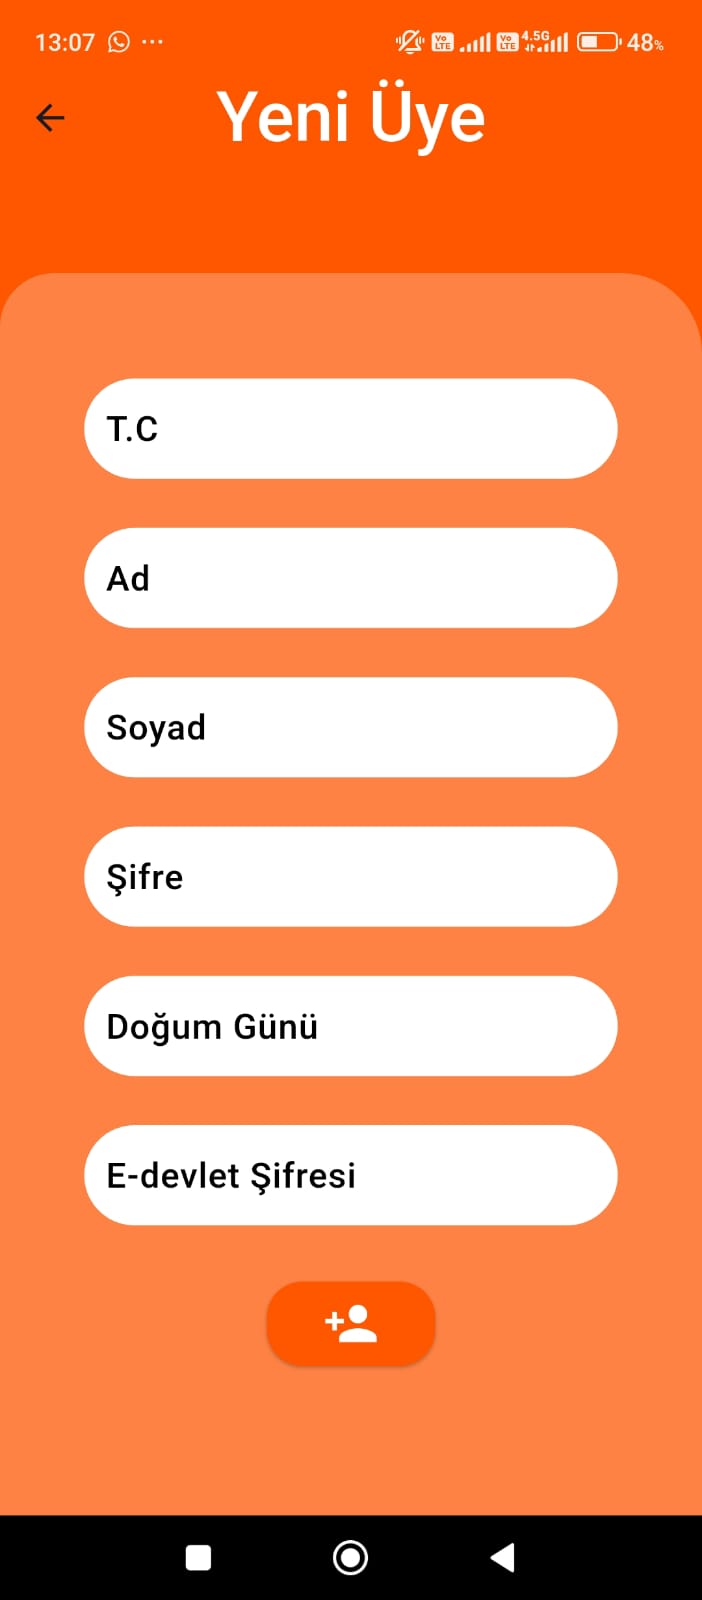 13:07 ... Vo LTE Vo LTE 4.5G 48%
Yeni Üye
T.C
Ad
Soyad
Şifre
Doğum Günü
E-devlet Şifresi